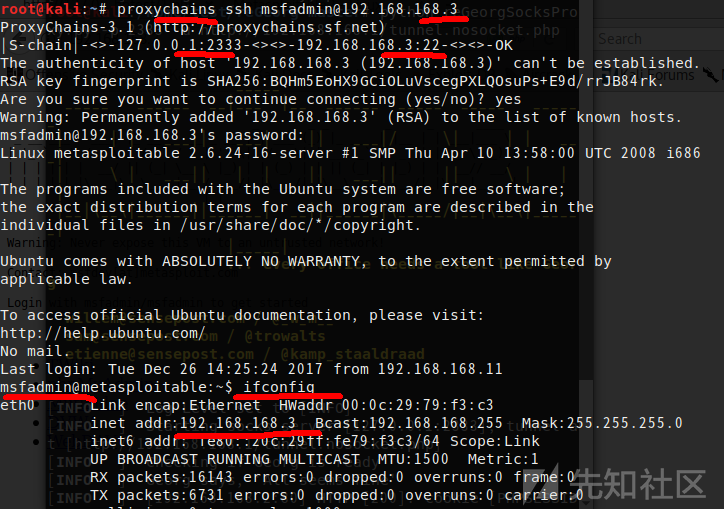 root@kali:~# proxychains ssh msfadmin@192.168.168.3
ProxyChains-3.1 (http://proxychains.sf.net)
|S-chain|-<>-127.0.0.1:2333-<><>-192.168.168.3:22-<><>-OK
The authenticity of host '192.168.168.3 (192.168.168.3)' can't be established.
RSA key fingerprint is SHA256:BQHm5EoHX9GCiOLuVscegPXLQOsuPs+E9d/rrJB84rk.
Are you sure you want to continue connecting (yes/no)? yes
Warning: Permanently added '192.168.168.3' (RSA) to the list of known hosts.
msfadmin@192.168.168.3's password:
Linux metasploitable 2.6.24-16-server #1 SMP Thu Apr 10 13:58:00 UTC 2008 i686
The programs included with the Ubuntu system are free software;
the exact distribution terms for each program are described in the
individual files in /usr/share/doc/*/copyright.
Ubuntu comes with ABSOLUTELY NO WARRANTY, to the extent permitted by
applicable law.
To access official Ubuntu documentation, please visit:
http://help.ubuntu.com/
No mail.
Last login: Tue Dec 26 14:25:24 2017 from 192.168.168.11
msfadmin@metasploitable:~$ ifconfig
eth0 Link encap:Ethernet HWaddr 00:0c:29:79:f3:c3
inet addr:192.168.168.3 Bcast:192.168.168.255 Mask:255.255.255.0
inet6 addr: fe80::20c:29ff:fe79:f3c3/64 Scope:Link
UP BROADCAST RUNNING MULTICAST MTU:1500 Metric:1
RX packets:16143 errors:0 dropped:0 overruns:0 frame:0
TX packets:6731 errors:0 dropped:0 overruns:0 carrier:0
Search
tunnel.nosocket.php
etienne@sensepost.com / @kamp_staaldraad
/ @trowalts
先知社区